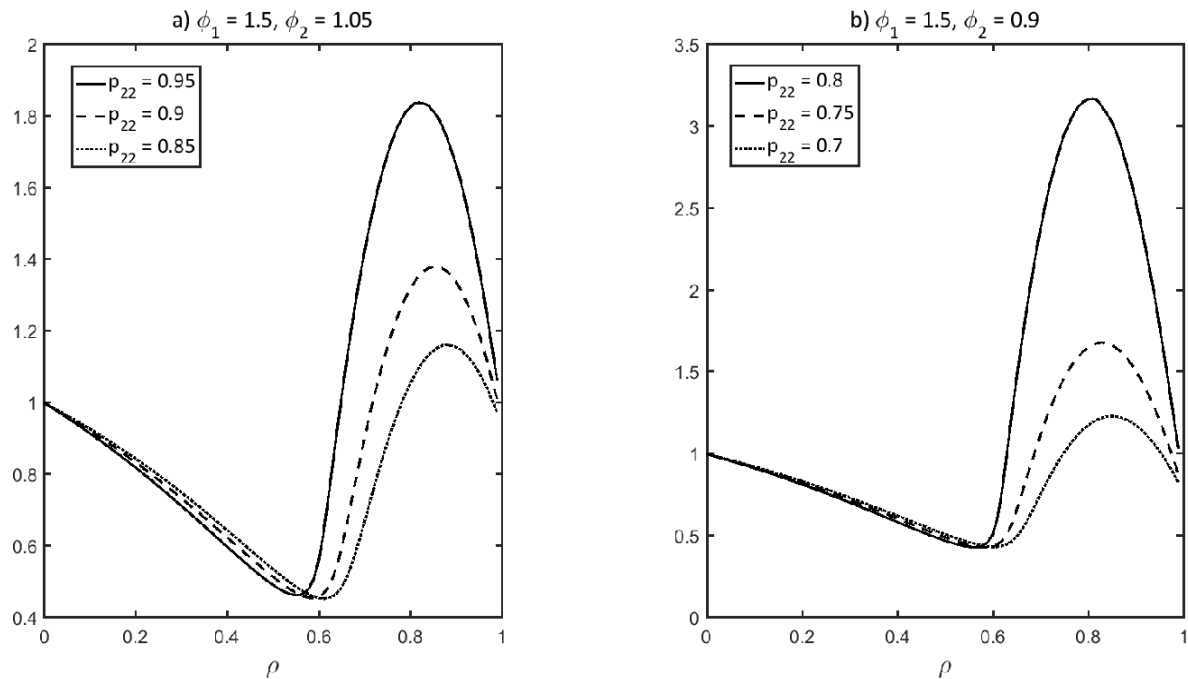 a) ϕ₁ = 1.5, ϕ₂ = 1.05
2
1.8
1.6
1.4
1.2
1
0.8
0.6
0.4
p₂₂ = 0.95
p₂₂ = 0.9
p₂₂ = 0.85
0 0.2 0.4 0.6 0.8 1
ρ
b) ϕ₁ = 1.5, ϕ₂ = 0.9
3.5
3
2.5
2
1.5
1
0.5
0
p₂₂ = 0.8
p₂₂ = 0.75
p₂₂ = 0.7
0 0.2 0.4 0.6 0.8 1
ρ